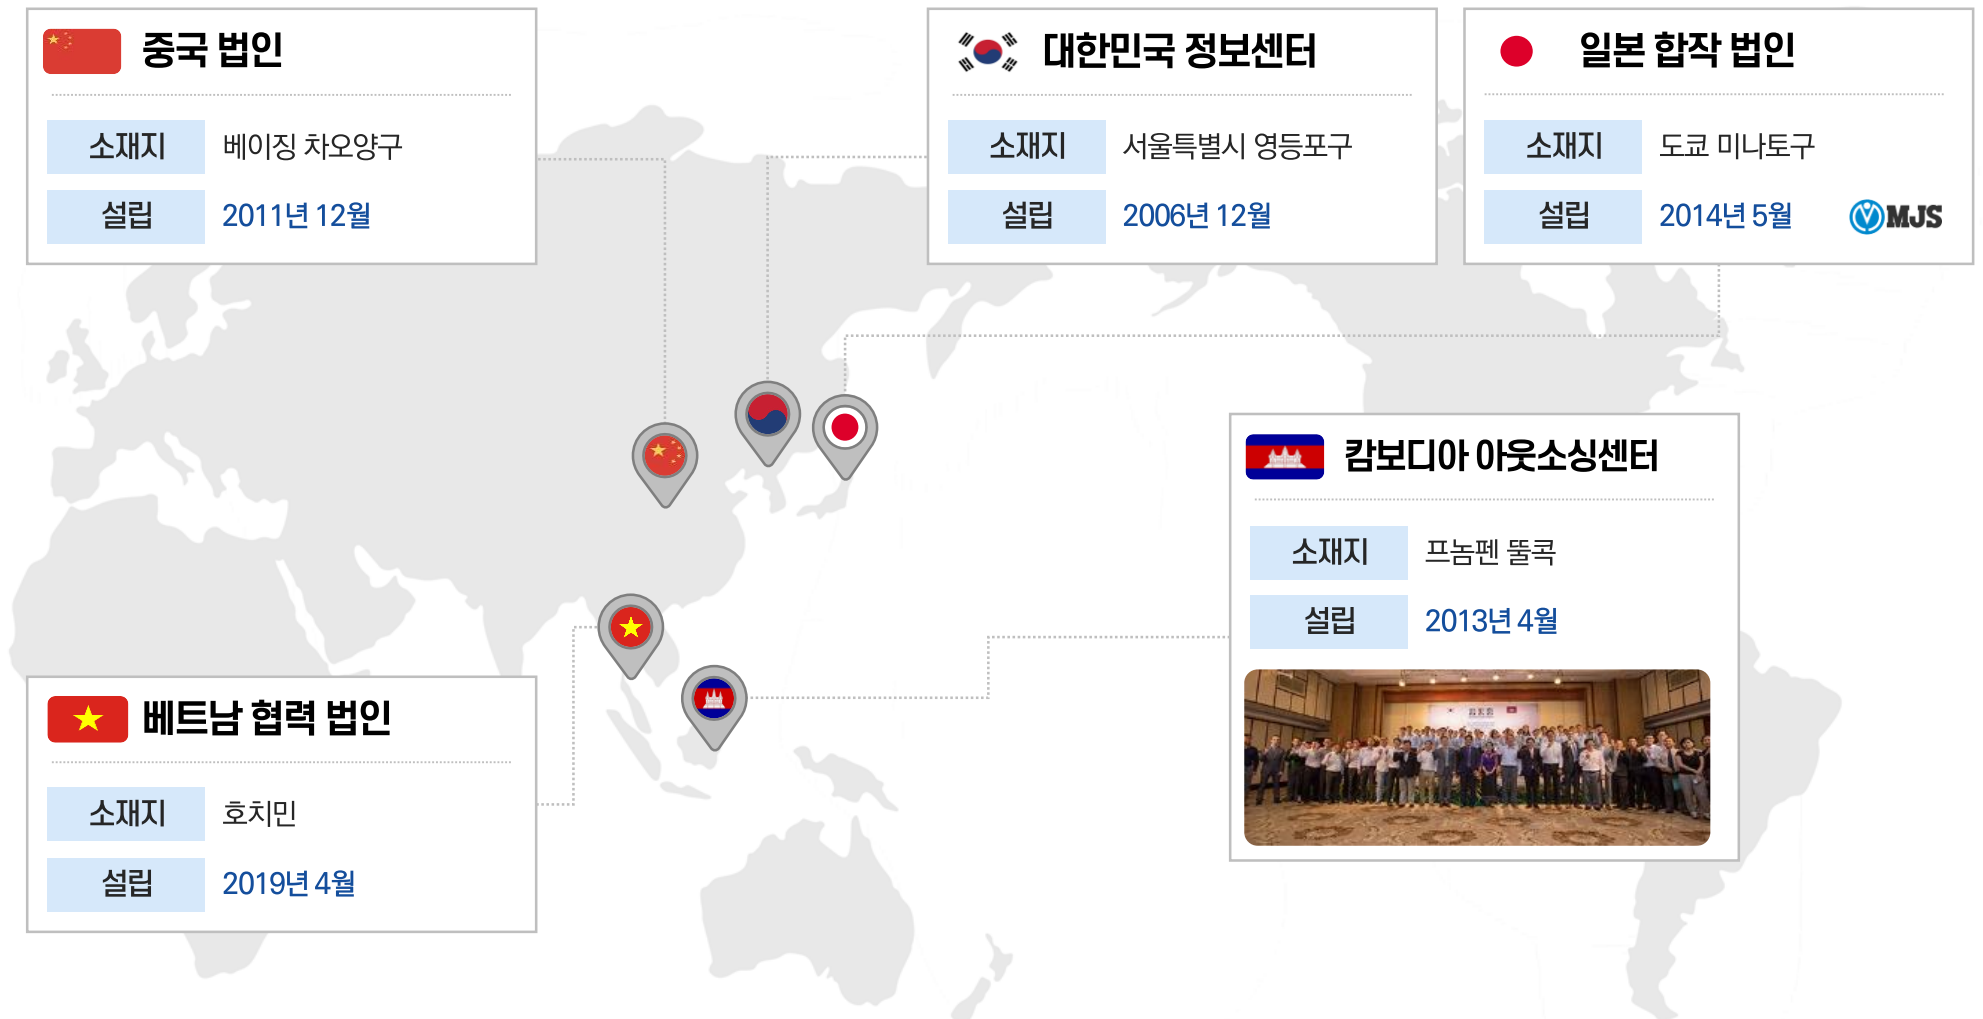 중국 법인
소재지 베이징 차오양구
설립 2011년 12월
대한민국 정보센터
소재지 서울특별시 영등포구
설립 2006년 12월
일본 합작 법인
소재지 도쿄 미나토구
설립 2014년 5월 MJS
캄보디아 아웃소싱센터
소재지 프놈펜 뚤콕
설립 2013년 4월
베트남 협력 법인
소재지 호치민
설립 2019년 4월